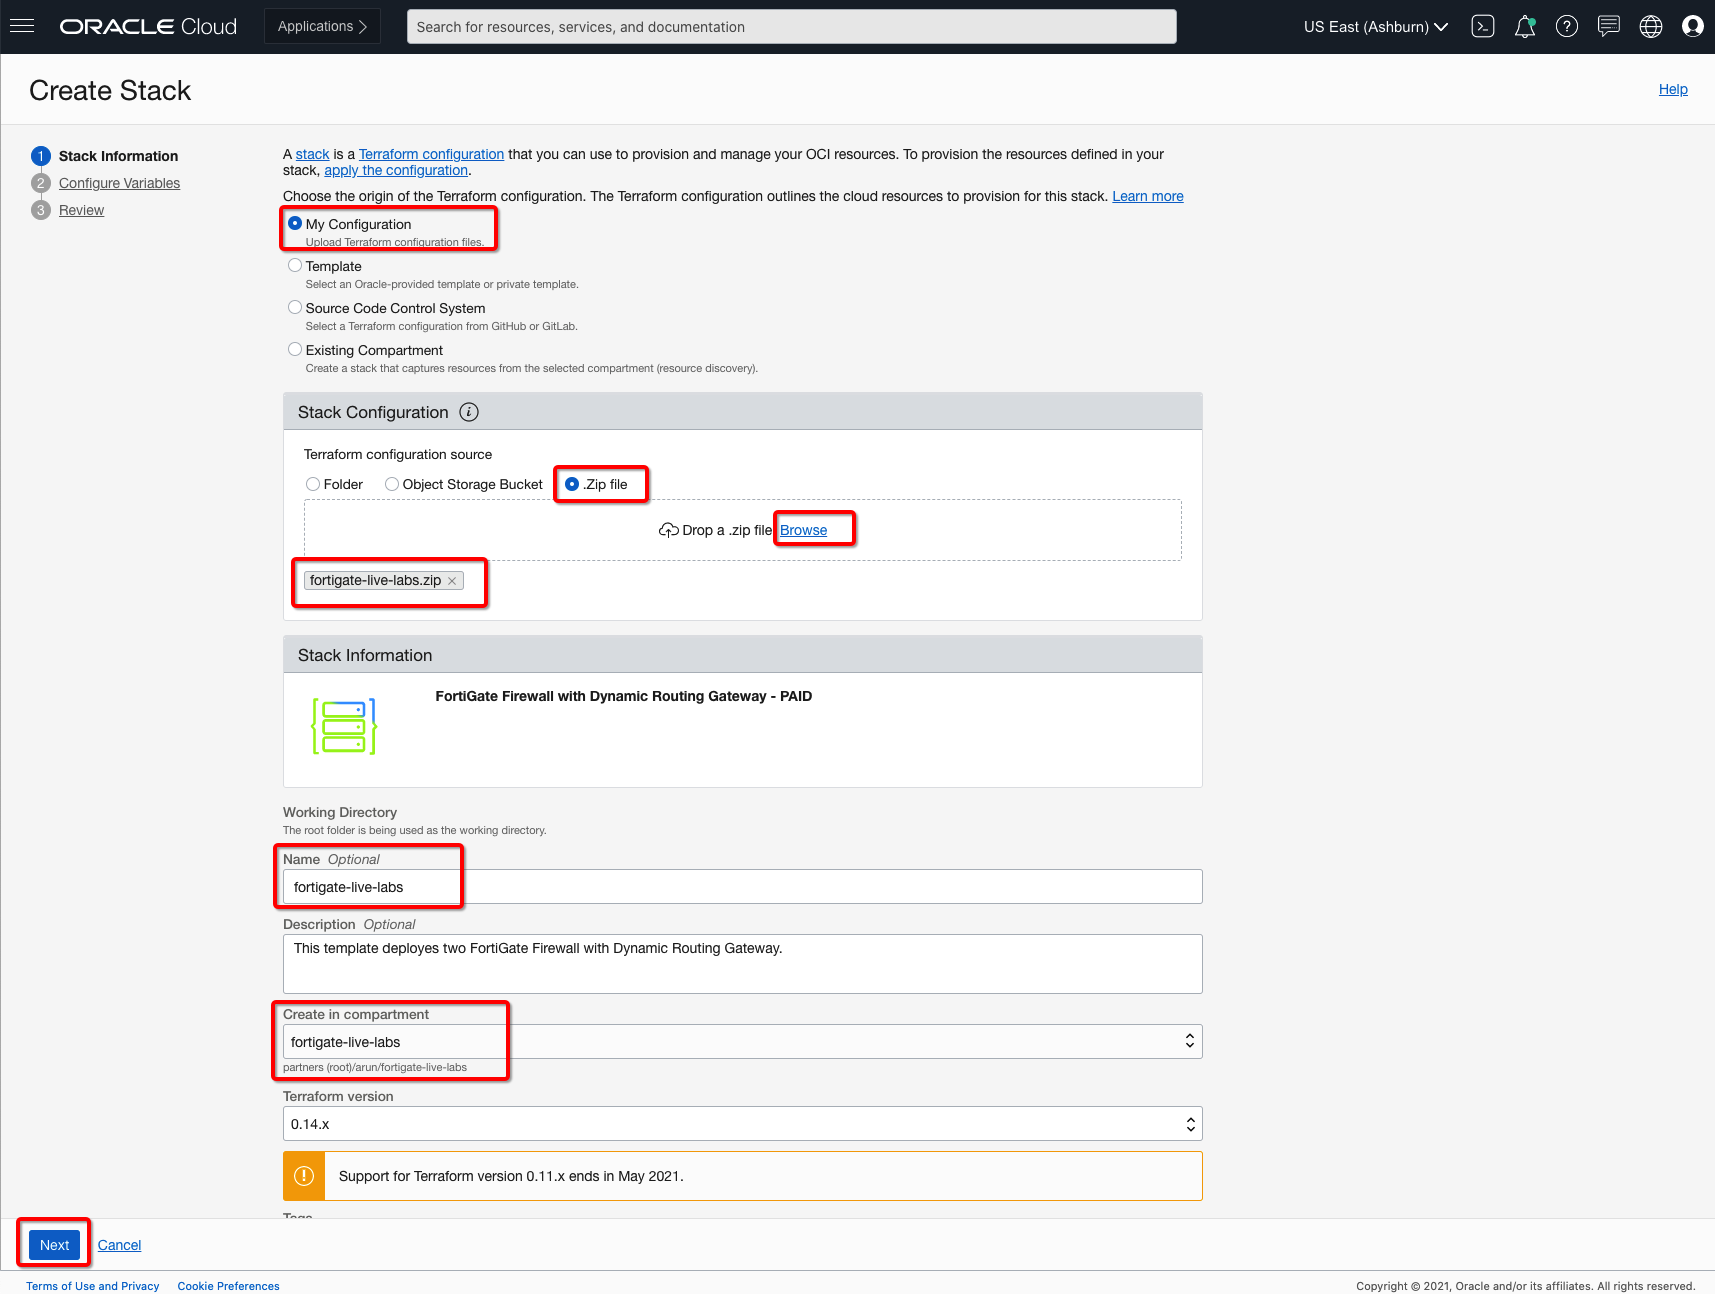 ORACLE Cloud
Applications
Search for resources, services, and documentation
US East (Ashburn)
Create Stack
Help
1 Stack Information
2 Configure Variables
3 Review
A stack is a Terraform configuration that you can use to provision and manage your OCI resources. To provision the resources defined in your
stack, apply the configuration.
Choose the origin of the Terraform configuration. The Terraform configuration outlines the cloud resources to provision for this stack. Learn more
My Configuration
Upload Terraform configuration files.
Template
Select an Oracle-provided template or private template.
Source Code Control System
Select a Terraform configuration from GitHub or GitLab.
Existing Compartment
Create a stack that captures resources from the selected compartment (resource discovery).
Stack Configuration
Terraform configuration source
Folder Object Storage Bucket .Zip file
Drop a .zip file Browse
fortigate-live-labs.zip ×
Stack Information
FortiGate Firewall with Dynamic Routing Gateway - PAID
Working Directory
The root folder is being used as the working directory.
Name Optional
fortigate-live-labs
Description Optional
This template deployes two FortiGate Firewall with Dynamic Routing Gateway.
Create in compartment
fortigate-live-labs
partners (root)/arun/fortigate-live-labs
Terraform version
0.14.x
Support for Terraform version 0.11.x ends in May 2021.
Tags
Next Cancel
Terms of Use and Privacy Cookie Preferences
Copyright © 2021, Oracle and/or its affiliates. All rights reserved.